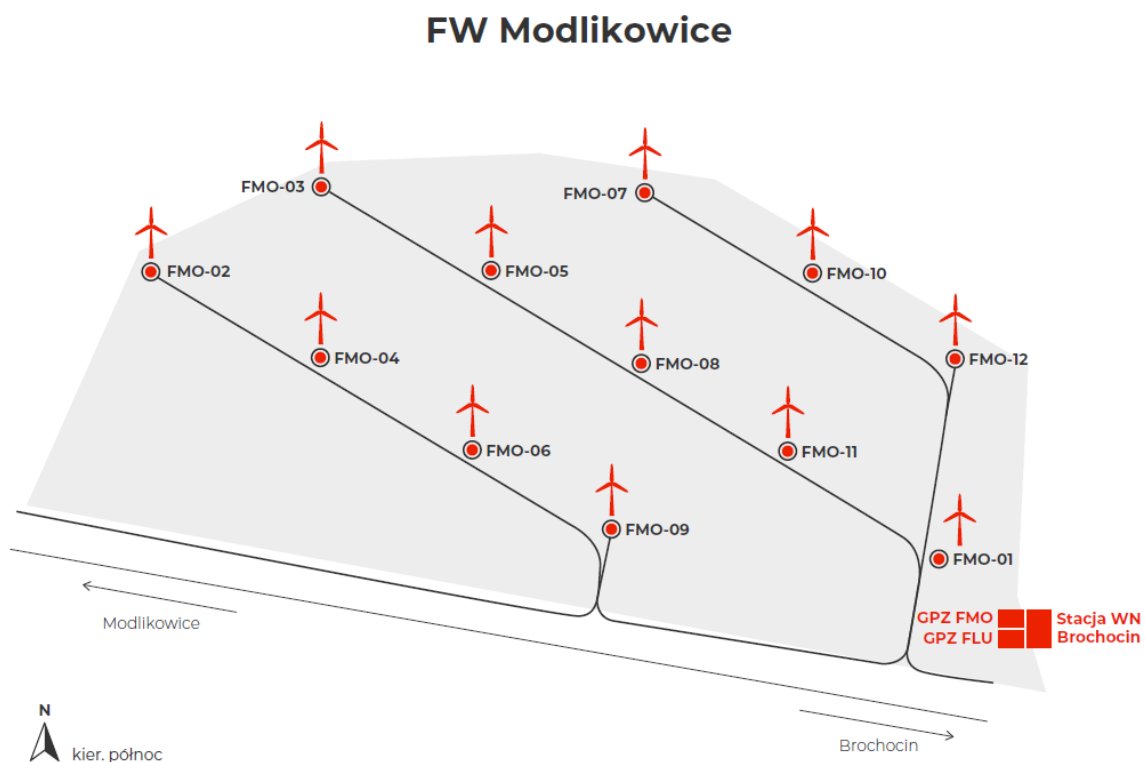 FW Modlikowice
FMO-03
FMO-07
FMO-02
FMO-05
FMO-10
FMO-04
FMO-08
FMO-12
FMO-06
FMO-11
FMO-09
FMO-01
GPZ FMO
GPZ FLU
Stacja WN
Brochocin
Modlikowice
Brochocin
N
kier. północ